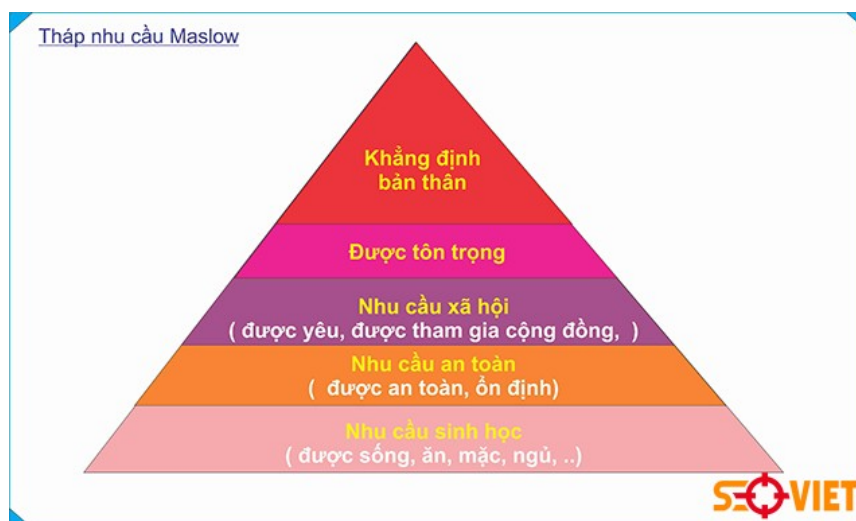 Tháp nhu cầu Maslow
Khẳng định
bản thân
Được tôn trọng
Nhu cầu xã hội
( được yêu, được tham gia cộng đồng,  )
Nhu cầu an toàn
(  được an toàn, ổn định)
Nhu cầu sinh học
( được sống, ăn, mặc, ngủ, ..)
SEOVIET